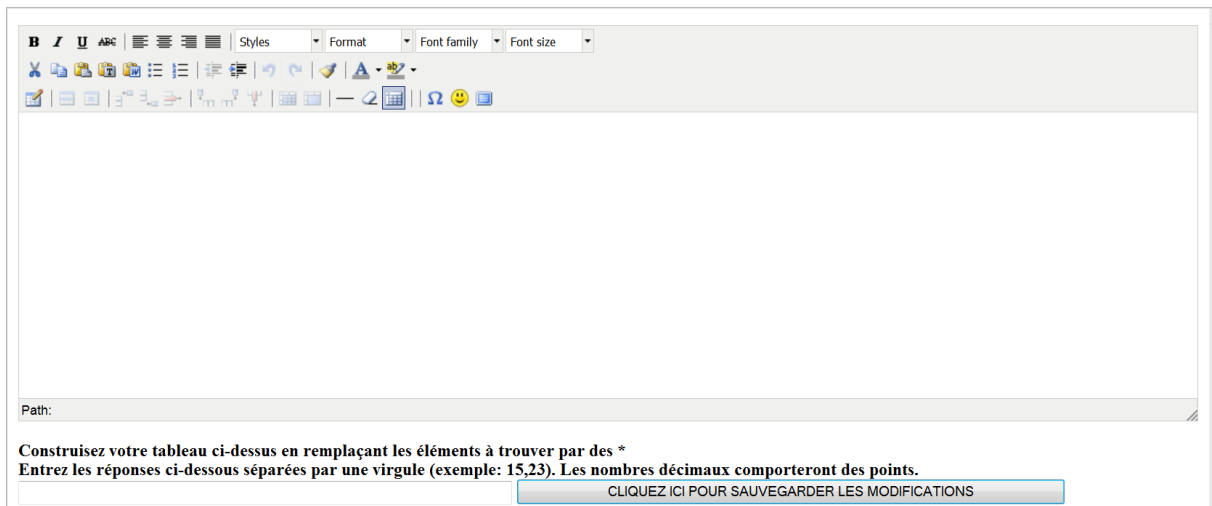 B I U ABC Styles Format Font family Font size
A ab
Ω
Path:
Construisez votre tableau ci-dessus en remplaçant les éléments à trouver par des *
Entrez les réponses ci-dessous séparées par une virgule (exemple: 15,23). Les nombres décimaux comporteront des points.
CLIQUEZ ICI POUR SAUVEGARDER LES MODIFICATIONS